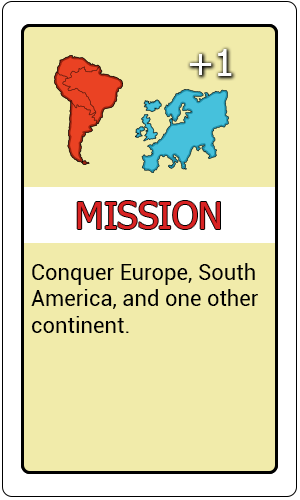 +1
MISSION
Conquer Europe, South
America, and one other
continent.